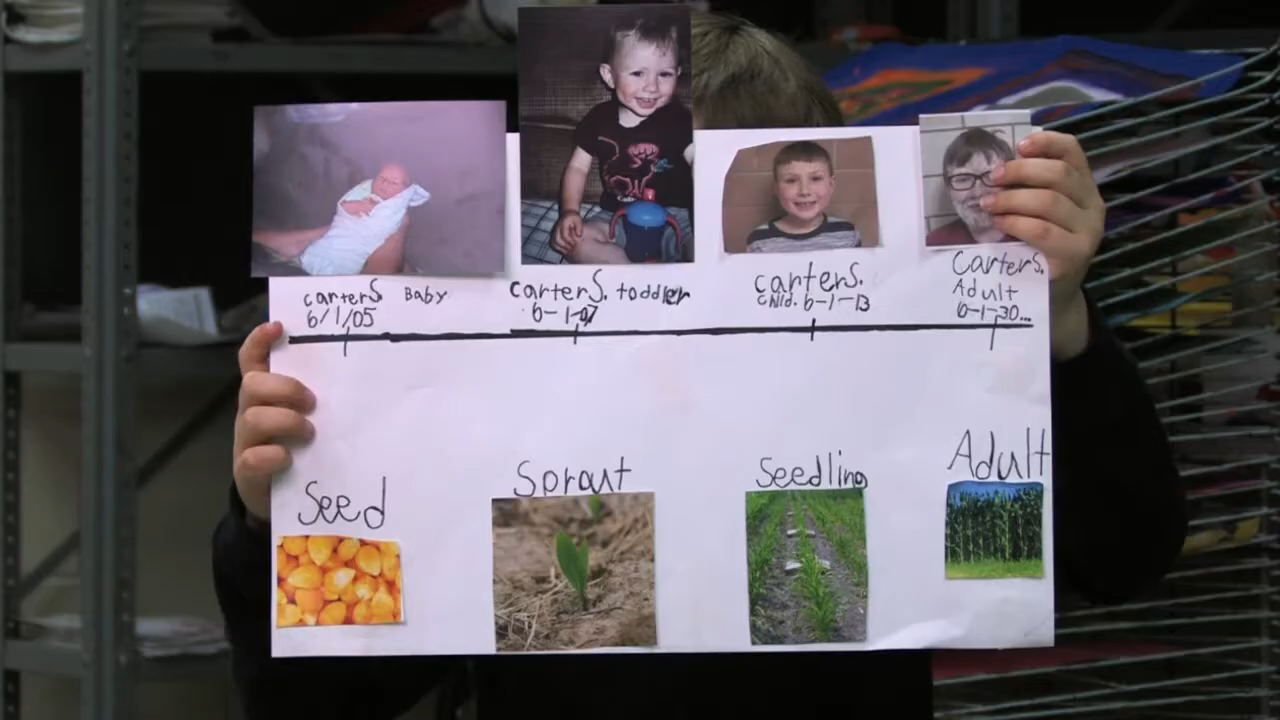 carterS. Baby
6/1/05
carterS. toddler
6-1-07
carterS.
child. 6-1-13
CarterS.
Adult
6-1-30...
Seed
Sprout
Seedling
Adult